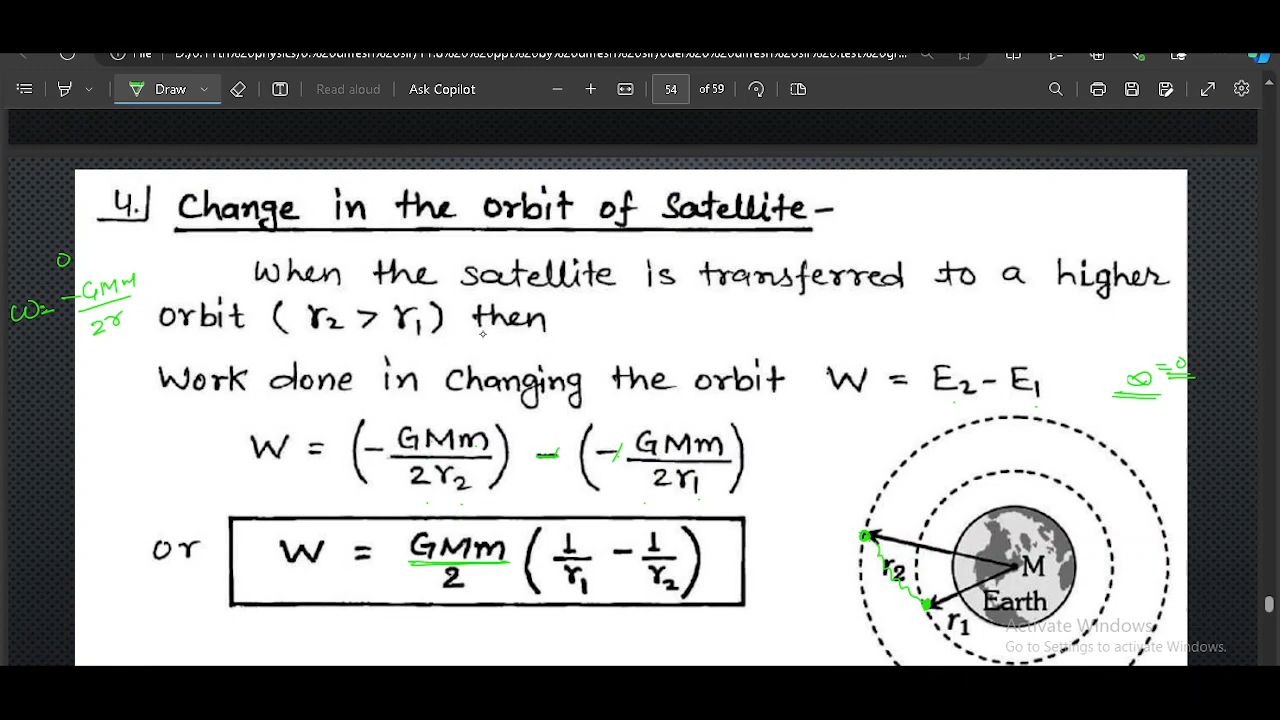 File
Draw
Read aloud
Ask Copilot
54
of 59
4. Change in the orbit of Satellite-
When the satellite is transferred to a higher
orbit ( r₂ > r₁) then
0
W= -GMm/2r
Work done in changing the orbit W = E₂ - E₁
∞ = 0
W = (-GMm/2r₂) - (-GMm/2r₁)
or W = GMm/2 (1/r₁ - 1/r₂)
r₂
M
Earth
r₁
Activate Windows
Go to Settings to activate Windows.